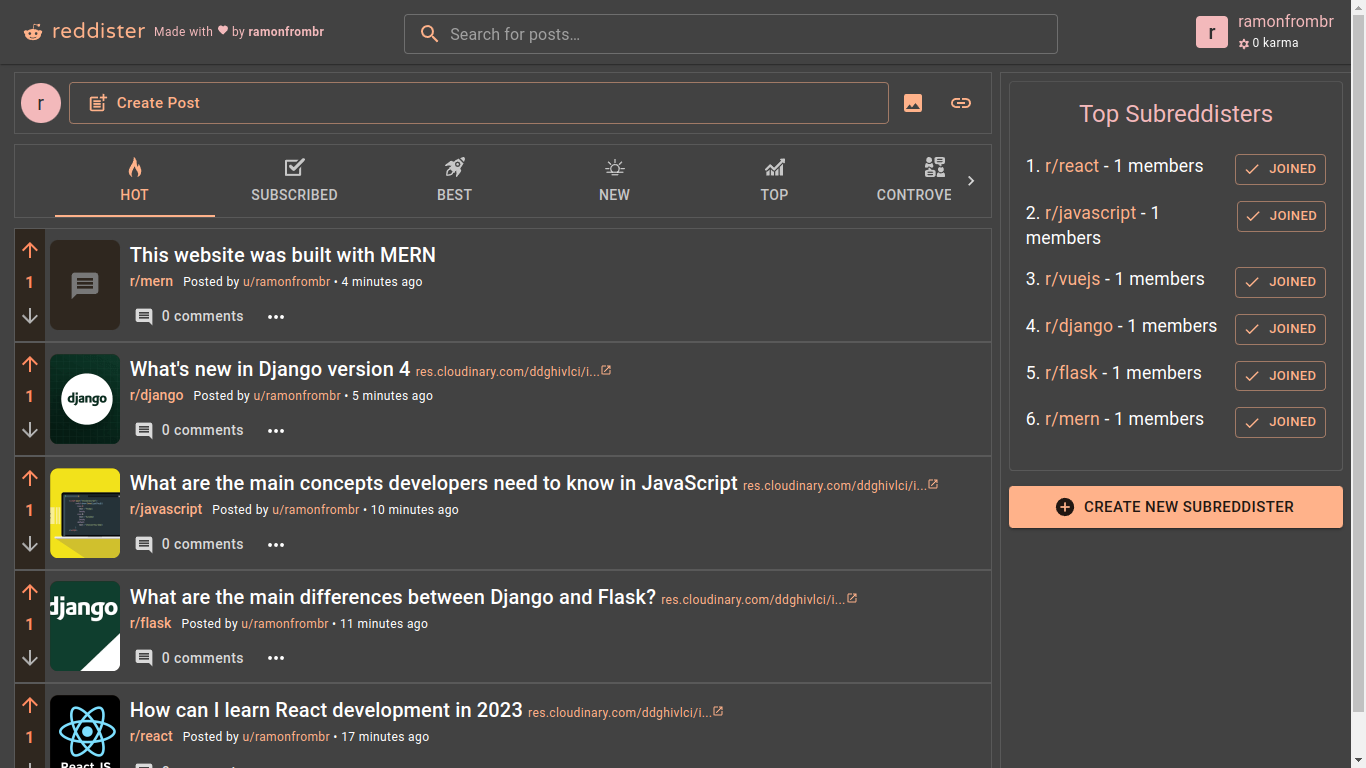 reddister Made with ♥ by ramonfrombr
Search for posts…
r
ramonfrombr
0 karma
r
Create Post
HOT
SUBSCRIBED
BEST
NEW
TOP
CONTROVE
1
This website was built with MERN
r/mern Posted by u/ramonfrombr • 4 minutes ago
0 comments
1
What's new in Django version 4 res.cloudinary.com/ddghivlci/i...
django
r/django Posted by u/ramonfrombr • 5 minutes ago
0 comments
1
What are the main concepts developers need to know in JavaScript res.cloudinary.com/ddghivlci/i...
r/javascript Posted by u/ramonfrombr • 10 minutes ago
0 comments
1
What are the main differences between Django and Flask? res.cloudinary.com/ddghivlci/i...
django
r/flask Posted by u/ramonfrombr • 11 minutes ago
0 comments
1
How can I learn React development in 2023 res.cloudinary.com/ddghivlci/i...
r/react Posted by u/ramonfrombr • 17 minutes ago
React JS
Top Subreddisters
1. r/react - 1 members
JOINED
2. r/javascript - 1
members
JOINED
3. r/vuejs - 1 members
JOINED
4. r/django - 1 members
JOINED
5. r/flask - 1 members
JOINED
6. r/mern - 1 members
JOINED
CREATE NEW SUBREDDISTER